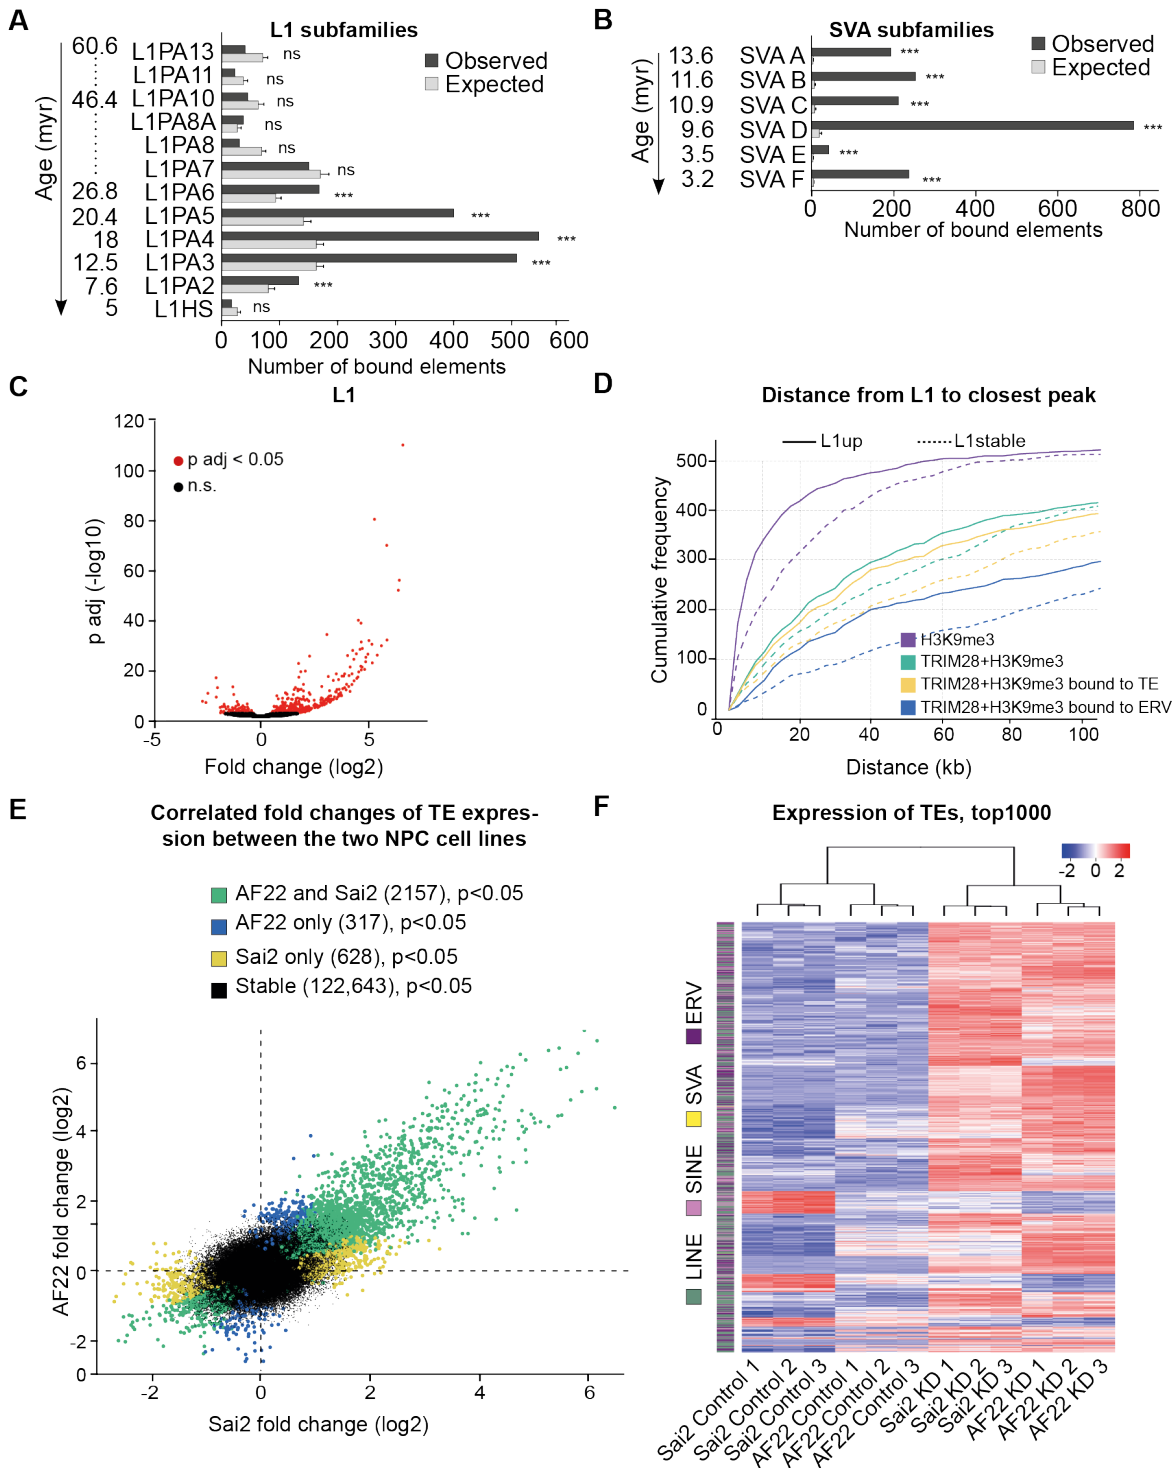 A
L1 subfamilies
Observed
Expected
Age (myr)
60.6 L1PA13 ns
L1PA11 ns
46.4 L1PA10 ns
L1PA8A ns
L1PA8 ns
L1PA7 ns
26.8 L1PA6 ***
20.4 L1PA5 ***
18 L1PA4 ***
12.5 L1PA3 ***
7.6 L1PA2 ***
5 L1HS ns
0 100 200 300 400 500 600
Number of bound elements
B
SVA subfamilies
Observed
Expected
Age (myr)
13.6 SVA A ***
11.6 SVA B ***
10.9 SVA C ***
9.6 SVA D ***
3.5 SVA E ***
3.2 SVA F ***
0 200 400 600 800
Number of bound elements
C
L1
p adj (-log10)
120
100
80
60
40
20
0
p adj < 0.05
n.s.
-5 0 5
Fold change (log2)
D
Distance from L1 to closest peak
L1up L1stable
Cumulative frequency
500
400
300
200
100
0
H3K9me3
TRIM28+H3K9me3
TRIM28+H3K9me3 bound to TE
TRIM28+H3K9me3 bound to ERV
0 20 40 60 80 100
Distance (kb)
E
Correlated fold changes of TE expres-
sion between the two NPC cell lines
AF22 and Sai2 (2157), p<0.05
AF22 only (317), p<0.05
Sai2 only (628), p<0.05
Stable (122,643), p<0.05
AF22 fold change (log2)
6
4
2
0
-2
0
-2 0 2 4 6
Sai2 fold change (log2)
F
Expression of TEs, top1000
-2 0 2
ERV
SVA
SINE
LINE
Sai2 Control 1
Sai2 Control 2
Sai2 Control 3
AF22 Control 1
AF22 Control 2
AF22 Control 3
Sai2 KD 1
Sai2 KD 2
Sai2 KD 3
AF22 KD 1
AF22 KD 2
AF22 KD 3